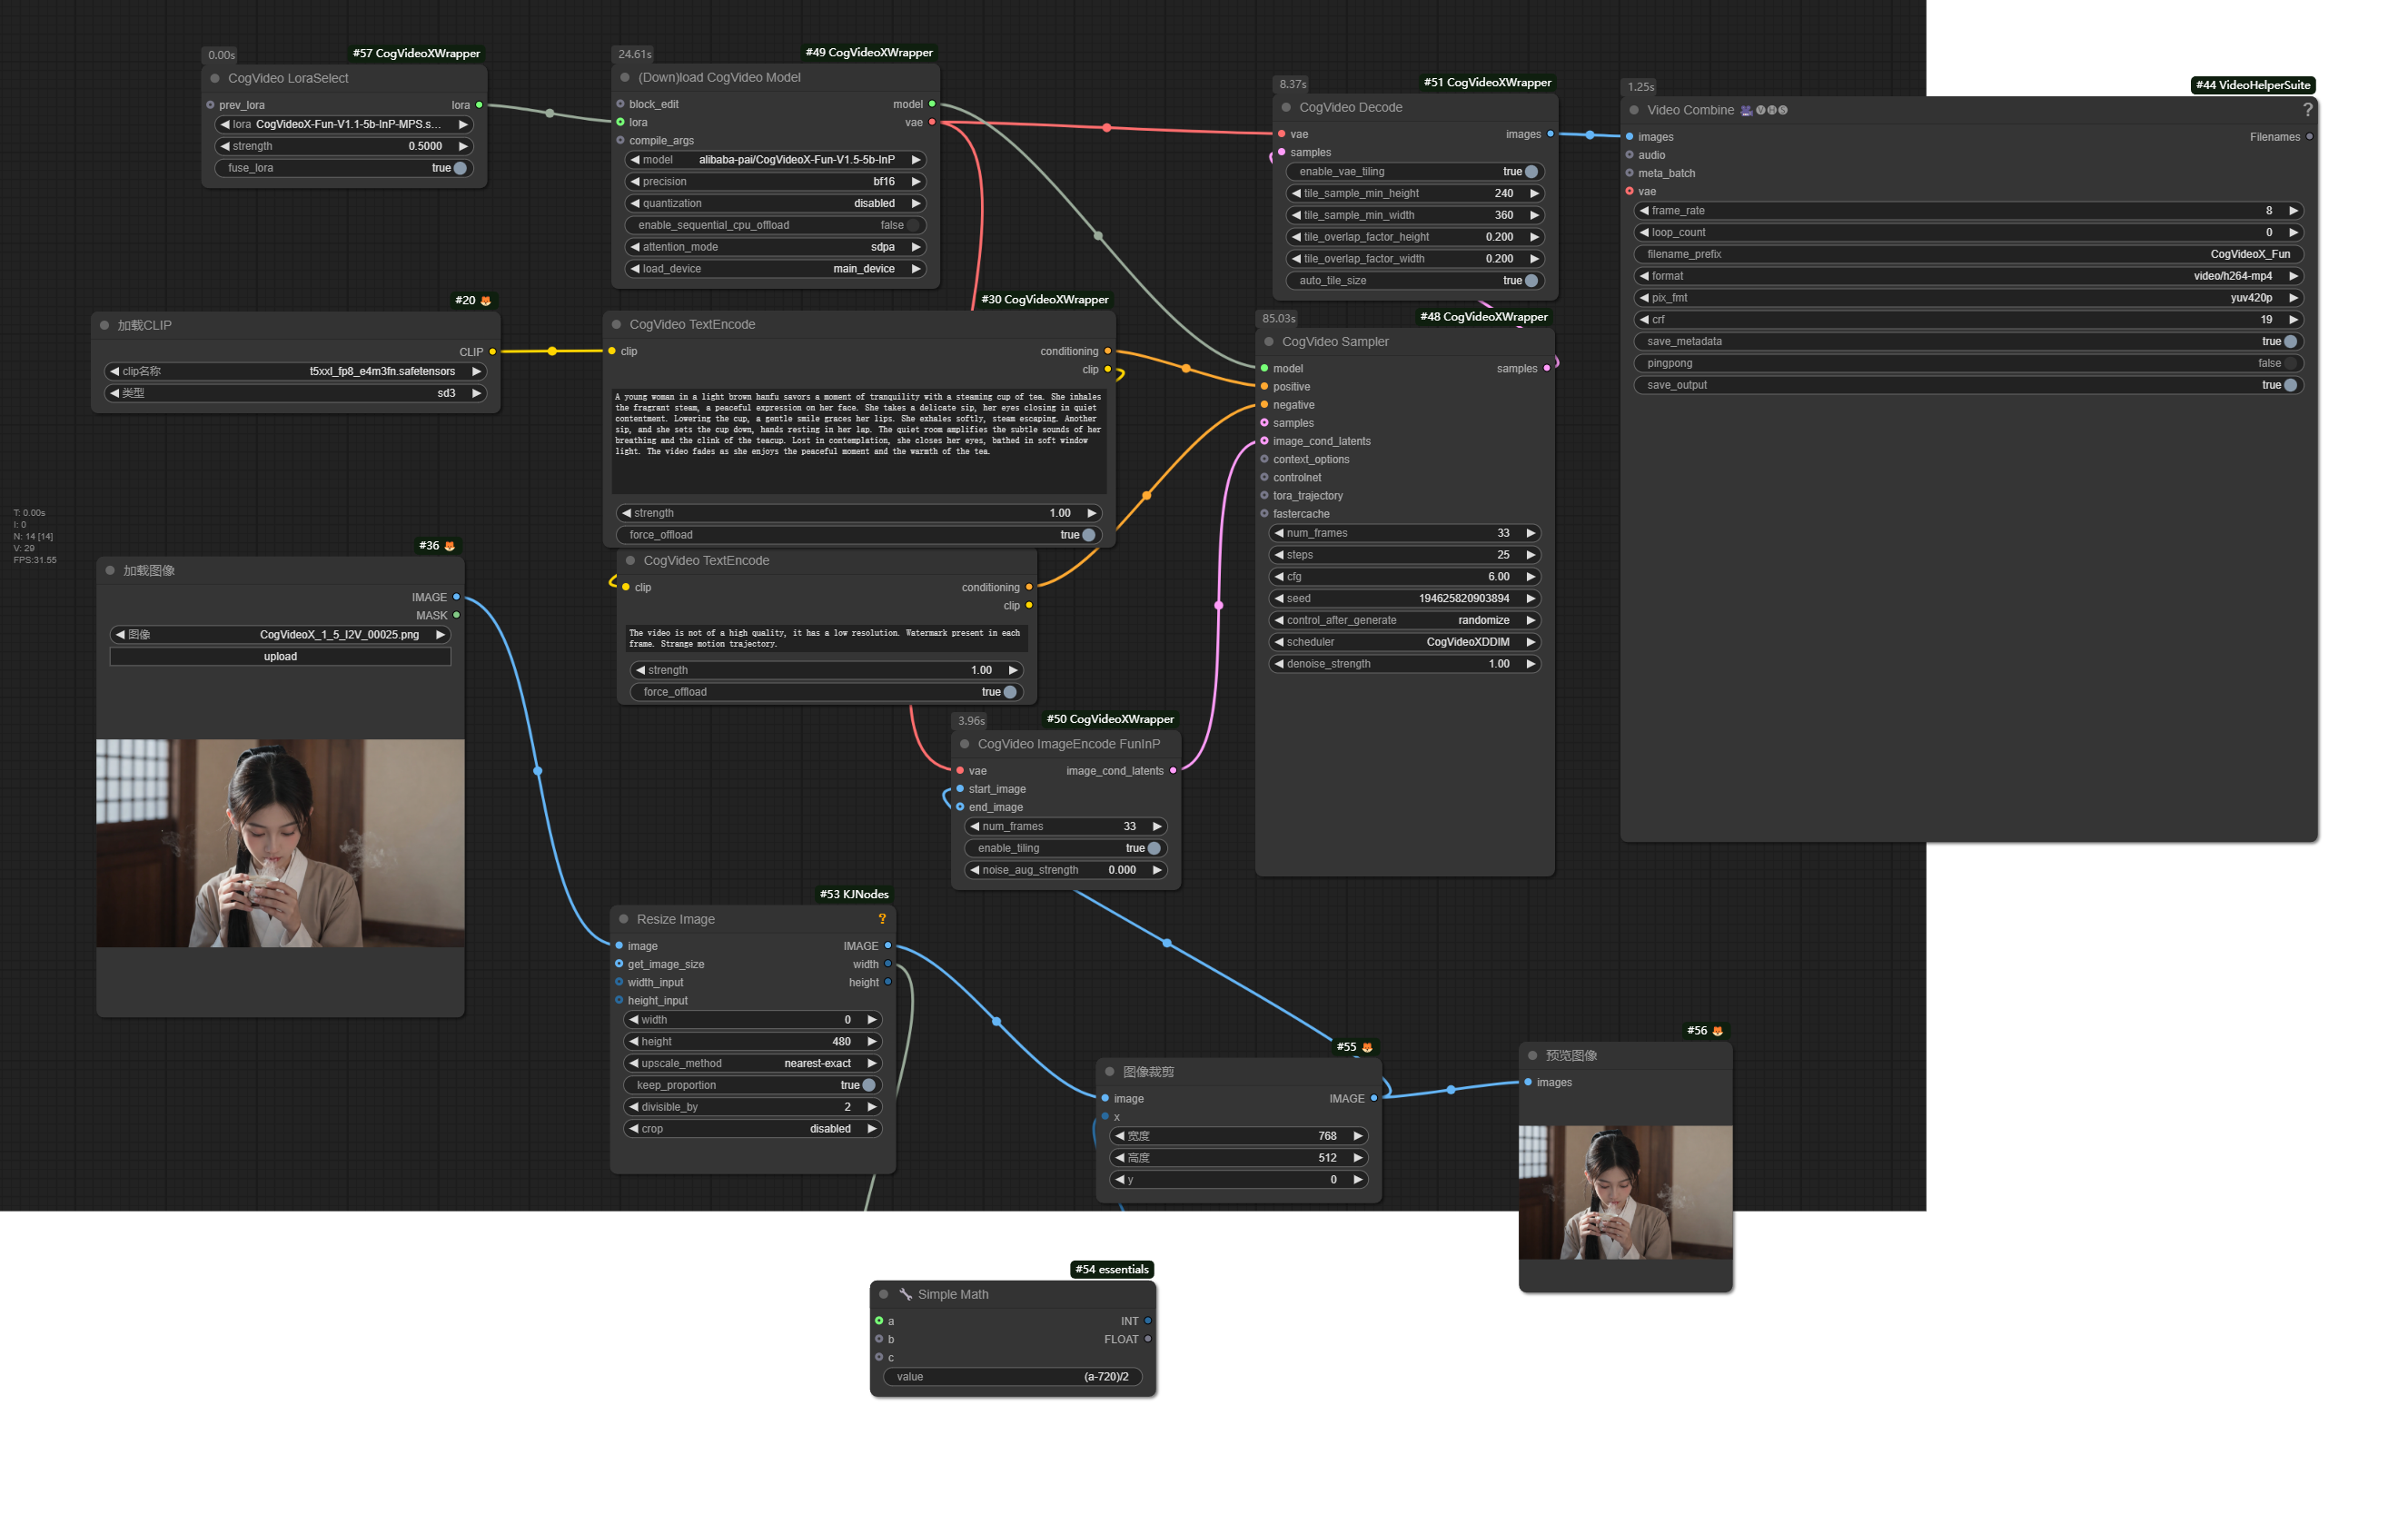 0.00s
#57 CogVideoXWrapper
CogVideo LoraSelect
prev_lora
lora
lora CogVideoX-Fun-V1.1-5b-InP-MPS.s...
strength 0.5000
fuse_lora true
24.61s
#49 CogVideoXWrapper
(Down)load CogVideo Model
block_edit
model
lora
vae
compile_args
model alibaba-pai/CogVideoX-Fun-V1.5-5b-InP
precision bf16
quantization disabled
enable_sequential_cpu_offload false
attention_mode sdpa
load_device main_device
8.37s
#51 CogVideoXWrapper
CogVideo Decode
vae
images
samples
enable_vae_tiling true
tile_sample_min_height 240
tile_sample_min_width 360
tile_overlap_factor_height 0.200
tile_overlap_factor_width 0.200
auto_tile_size true
1.25s
#44 VideoHelperSuite
Video Combine 🎥🅥🅗🅢
?
images
Filenames
audio
meta_batch
vae
frame_rate 8
loop_count 0
filename_prefix CogVideoX_Fun
format video/h264-mp4
pix_fmt yuv420p
crf 19
save_metadata true
pingpong false
save_output true
#20 🦊
加载CLIP
CLIP
clip名称 t5xxl_fp8_e4m3fn.safetensors
类型 sd3
#30 CogVideoXWrapper
CogVideo TextEncode
clip
conditioning
clip
A young woman in a light brown hanfu savors a moment of tranquility with a steaming cup of tea. She inhales
the fragrant steam, a peaceful expression on her face. She takes a delicate sip, her eyes closing in quiet
contentment. Lowering the cup, a gentle smile graces her lips. She exhales softly, steam escaping. Another
sip, and she sets the cup down, hands resting in her lap. The quiet room amplifies the subtle sounds of her
breathing and the clink of the teacup. Lost in contemplation, she closes her eyes, bathed in soft window
light. The video fades as she enjoys the peaceful moment and the warmth of the tea.
strength 1.00
force_offload true
CogVideo TextEncode
clip
conditioning
clip
The video is not of a high quality, it has a low resolution. Watermark present in each
frame. Strange motion trajectory.
strength 1.00
force_offload true
85.03s
#48 CogVideoXWrapper
CogVideo Sampler
model
samples
positive
negative
samples
image_cond_latents
context_options
controlnet
tora_trajectory
fastercache
num_frames 33
steps 25
cfg 6.00
seed 194625820903894
control_after_generate randomize
scheduler CogVideoXDDIM
denoise_strength 1.00
T: 0.00s
I: 0
N: 14 [14]
V: 29
FPS:31.55
#36 🦊
加载图像
IMAGE
MASK
图像 CogVideoX_1_5_I2V_00025.png
upload
3.96s
#50 CogVideoXWrapper
CogVideo ImageEncode FunInP
vae
image_cond_latents
start_image
end_image
num_frames 33
enable_tiling true
noise_aug_strength 0.000
#53 KJNodes
Resize Image
?
image
IMAGE
get_image_size
width
width_input
height
height_input
width 0
height 480
upscale_method nearest-exact
keep_proportion true
divisible_by 2
crop disabled
#55 🦊
图像裁剪
image
IMAGE
x
宽度 768
高度 512
y 0
#56 🦊
预览图像
images
#54 essentials
🔧 Simple Math
a
INT
b
FLOAT
c
value (a-720)/2